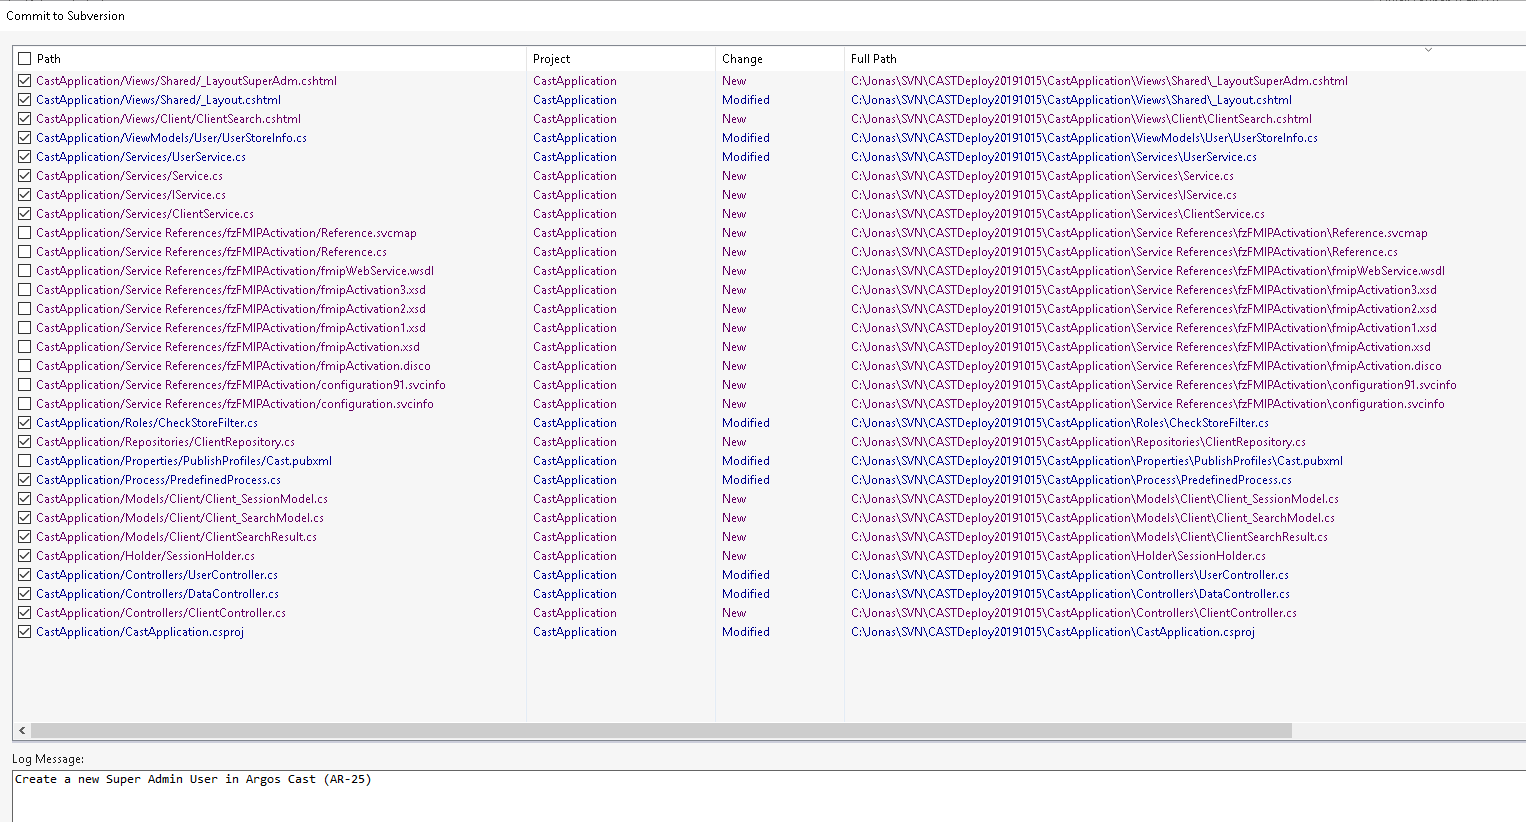 Commit to Subversion
Path Project Change Full Path
CastApplication/Views/Shared/_LayoutSuperAdm.cshtml CastApplication New C:\Jonas\SVN\CASTDeploy20191015\CastApplication\Views\Shared\_LayoutSuperAdm.cshtml
CastApplication/Views/Shared/_Layout.cshtml CastApplication Modified C:\Jonas\SVN\CASTDeploy20191015\CastApplication\Views\Shared\_Layout.cshtml
CastApplication/Views/Client/ClientSearch.cshtml CastApplication New C:\Jonas\SVN\CASTDeploy20191015\CastApplication\Views\Client\ClientSearch.cshtml
CastApplication/ViewModels/User/UserStoreInfo.cs CastApplication Modified C:\Jonas\SVN\CASTDeploy20191015\CastApplication\ViewModels\User\UserStoreInfo.cs
CastApplication/Services/UserService.cs CastApplication Modified C:\Jonas\SVN\CASTDeploy20191015\CastApplication\Services\UserService.cs
CastApplication/Services/Service.cs CastApplication New C:\Jonas\SVN\CASTDeploy20191015\CastApplication\Services\Service.cs
CastApplication/Services/IService.cs CastApplication New C:\Jonas\SVN\CASTDeploy20191015\CastApplication\Services\IService.cs
CastApplication/Services/ClientService.cs CastApplication New C:\Jonas\SVN\CASTDeploy20191015\CastApplication\Services\ClientService.cs
CastApplication/Service References/fzFMIPActivation/Reference.svcmap CastApplication New C:\Jonas\SVN\CASTDeploy20191015\CastApplication\Service References\fzFMIPActivation\Reference.svcmap
CastApplication/Service References/fzFMIPActivation/Reference.cs CastApplication New C:\Jonas\SVN\CASTDeploy20191015\CastApplication\Service References\fzFMIPActivation\Reference.cs
CastApplication/Service References/fzFMIPActivation/fmipWebService.wsdl CastApplication New C:\Jonas\SVN\CASTDeploy20191015\CastApplication\Service References\fzFMIPActivation\fmipWebService.wsdl
CastApplication/Service References/fzFMIPActivation/fmipActivation3.xsd CastApplication New C:\Jonas\SVN\CASTDeploy20191015\CastApplication\Service References\fzFMIPActivation\fmipActivation3.xsd
CastApplication/Service References/fzFMIPActivation/fmipActivation2.xsd CastApplication New C:\Jonas\SVN\CASTDeploy20191015\CastApplication\Service References\fzFMIPActivation\fmipActivation2.xsd
CastApplication/Service References/fzFMIPActivation/fmipActivation1.xsd CastApplication New C:\Jonas\SVN\CASTDeploy20191015\CastApplication\Service References\fzFMIPActivation\fmipActivation1.xsd
CastApplication/Service References/fzFMIPActivation/fmipActivation.xsd CastApplication New C:\Jonas\SVN\CASTDeploy20191015\CastApplication\Service References\fzFMIPActivation\fmipActivation.xsd
CastApplication/Service References/fzFMIPActivation/fmipActivation.disco CastApplication New C:\Jonas\SVN\CASTDeploy20191015\CastApplication\Service References\fzFMIPActivation\fmipActivation.disco
CastApplication/Service References/fzFMIPActivation/configuration91.svcinfo CastApplication New C:\Jonas\SVN\CASTDeploy20191015\CastApplication\Service References\fzFMIPActivation\configuration91.svcinfo
CastApplication/Service References/fzFMIPActivation/configuration.svcinfo CastApplication New C:\Jonas\SVN\CASTDeploy20191015\CastApplication\Service References\fzFMIPActivation\configuration.svcinfo
CastApplication/Roles/CheckStoreFilter.cs CastApplication Modified C:\Jonas\SVN\CASTDeploy20191015\CastApplication\Roles\CheckStoreFilter.cs
CastApplication/Repositories/ClientRepository.cs CastApplication New C:\Jonas\SVN\CASTDeploy20191015\CastApplication\Repositories\ClientRepository.cs
CastApplication/Properties/PublishProfiles/Cast.pubxml CastApplication Modified C:\Jonas\SVN\CASTDeploy20191015\CastApplication\Properties\PublishProfiles\Cast.pubxml
CastApplication/Process/PredefinedProcess.cs CastApplication Modified C:\Jonas\SVN\CASTDeploy20191015\CastApplication\Process\PredefinedProcess.cs
CastApplication/Models/Client/Client_SessionModel.cs CastApplication New C:\Jonas\SVN\CASTDeploy20191015\CastApplication\Models\Client\Client_SessionModel.cs
CastApplication/Models/Client/Client_SearchModel.cs CastApplication New C:\Jonas\SVN\CASTDeploy20191015\CastApplication\Models\Client\Client_SearchModel.cs
CastApplication/Models/Client/ClientSearchResult.cs CastApplication New C:\Jonas\SVN\CASTDeploy20191015\CastApplication\Models\Client\ClientSearchResult.cs
CastApplication/Holder/SessionHolder.cs CastApplication New C:\Jonas\SVN\CASTDeploy20191015\CastApplication\Holder\SessionHolder.cs
CastApplication/Controllers/UserController.cs CastApplication Modified C:\Jonas\SVN\CASTDeploy20191015\CastApplication\Controllers\UserController.cs
CastApplication/Controllers/DataController.cs CastApplication Modified C:\Jonas\SVN\CASTDeploy20191015\CastApplication\Controllers\DataController.cs
CastApplication/Controllers/ClientController.cs CastApplication New C:\Jonas\SVN\CASTDeploy20191015\CastApplication\Controllers\ClientController.cs
CastApplication/CastApplication.csproj CastApplication Modified C:\Jonas\SVN\CASTDeploy20191015\CastApplication\CastApplication.csproj
Log Message:
Create a new Super Admin User in Argos Cast (AR-25)